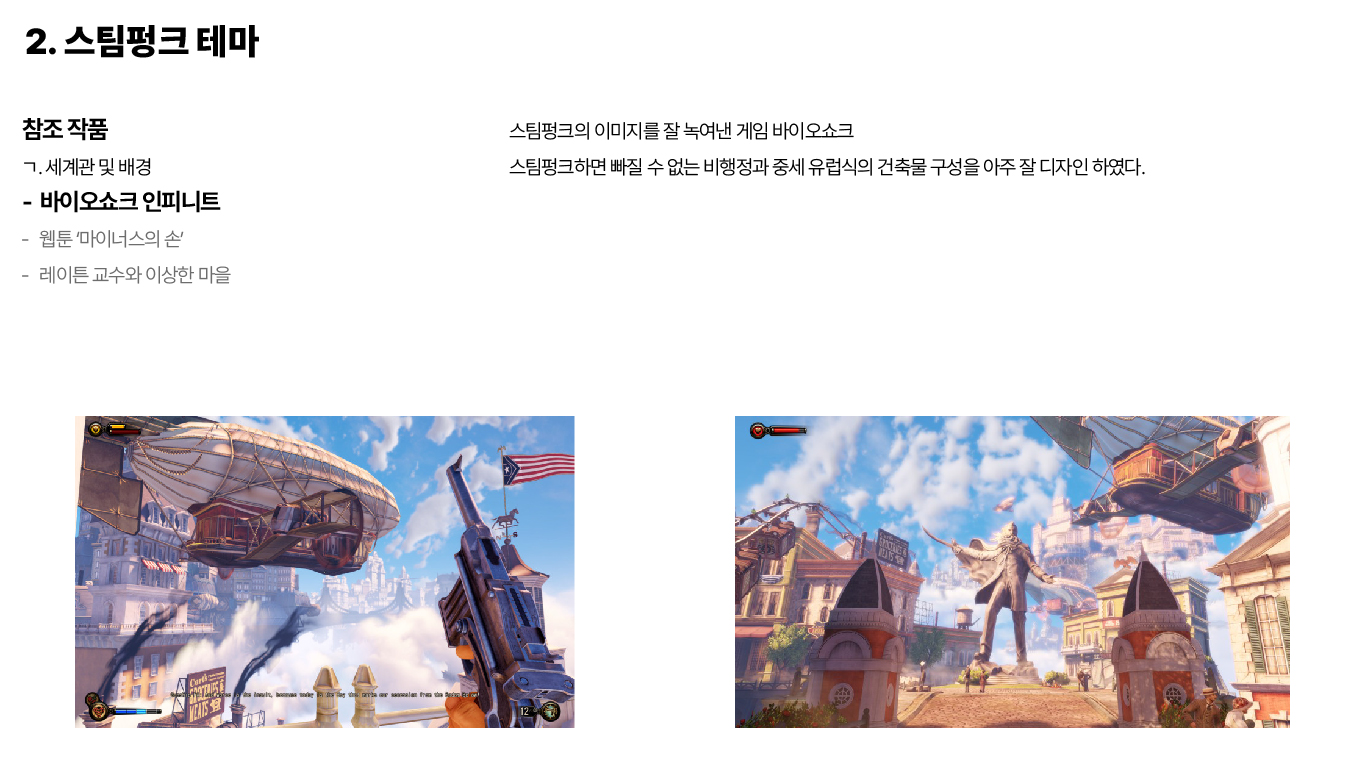 2. 스팀펑크 테마
참조 작품
ㄱ. 세계관 및 배경
- 바이오쇼크 인피니트
- 웹툰 ‘마이너스의 손’
- 레이튼 교수와 이상한 마을
스팀펑크의 이미지를 잘 녹여낸 게임 바이오쇼크
스팀펑크하면 빠질 수 없는 비행정과 중세 유럽식의 건축물 구성을 아주 잘 디자인 하였다.
GROCERIES &
MEATS
12